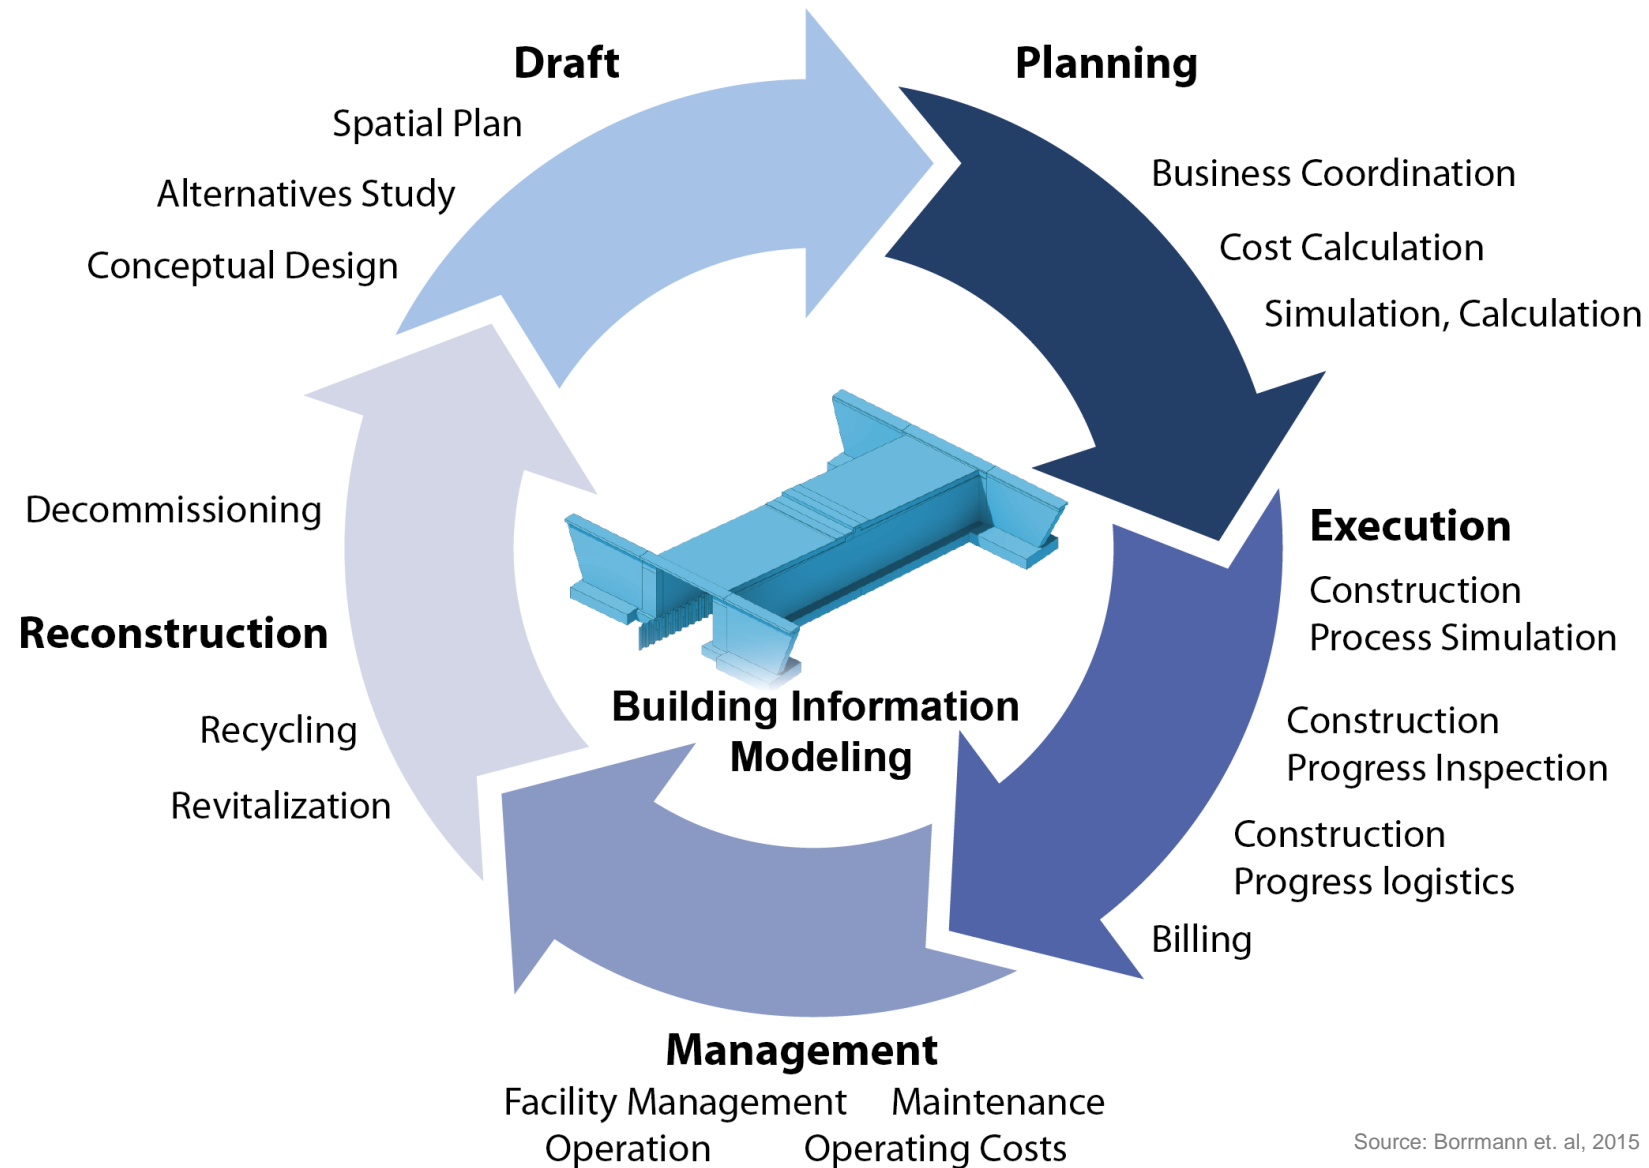 Draft
Spatial Plan
Alternatives Study
Conceptual Design
Planning
Business Coordination
Cost Calculation
Simulation, Calculation
Execution
Construction
Process Simulation
Construction
Progress Inspection
Construction
Progress logistics
Billing
Management
Facility Management Maintenance
Operation Operating Costs
Decommissioning
Reconstruction
Recycling
Revitalization
Building Information
Modeling
Source: Borrmann et. al, 2015